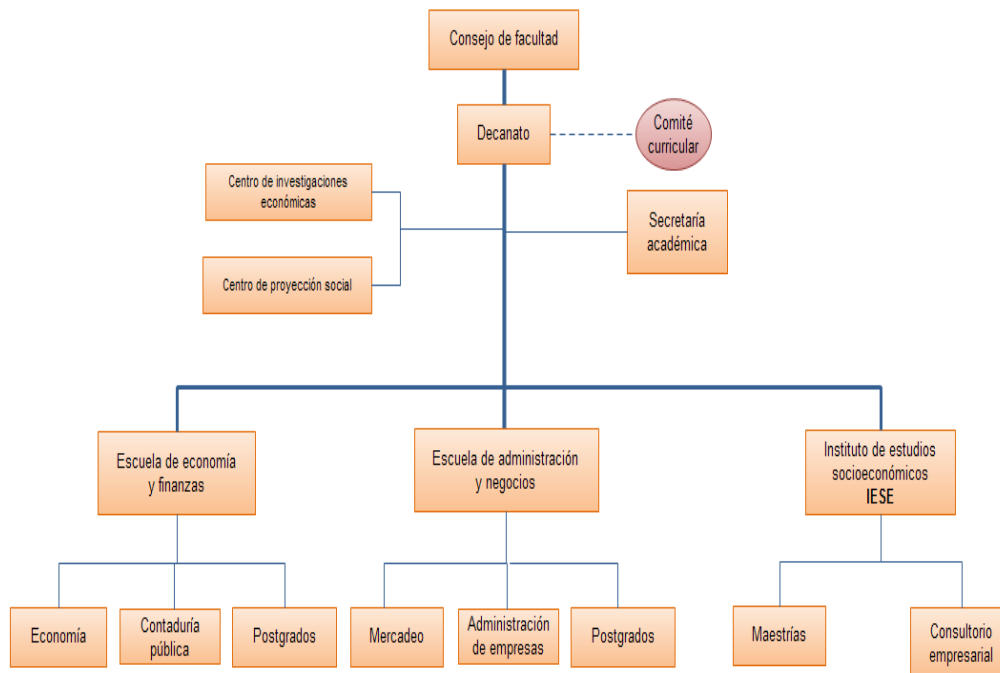 Consejo de facultad
Decanato
Comité
curricular
Centro de investigaciones
económicas
Secretaría
académica
Centro de proyección social
Escuela de economía
y finanzas
Escuela de administración
y negocios
Instituto de estudios
socioeconómicos
IESE
Economía
Contaduría
pública
Postgrados
Mercadeo
Administración
de empresas
Postgrados
Maestrías
Consultorio
empresarial